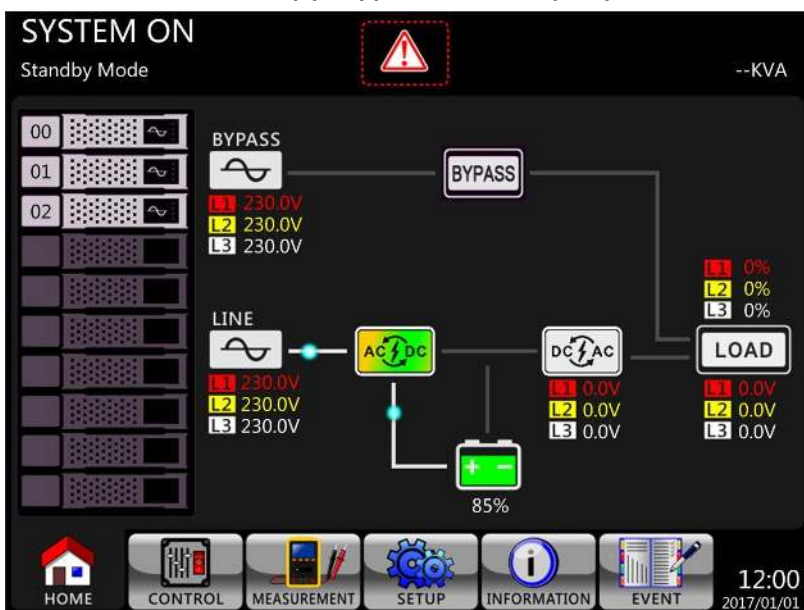 SYSTEM ON
Standby Mode
--KVA
00
01
02
BYPASS
L1 230.0V
L2 230.0V
L3 230.0V
BYPASS
L1 0%
L2 0%
L3 0%
LINE
AC DC
DC AC
LOAD
L1 230.0V
L2 230.0V
L3 230.0V
L1 0.0V
L2 0.0V
L3 0.0V
L1 0.0V
L2 0.0V
L3 0.0V
+ -
85%
HOME
CONTROL
MEASUREMENT
SETUP
INFORMATION
EVENT
12:00
2017/01/01